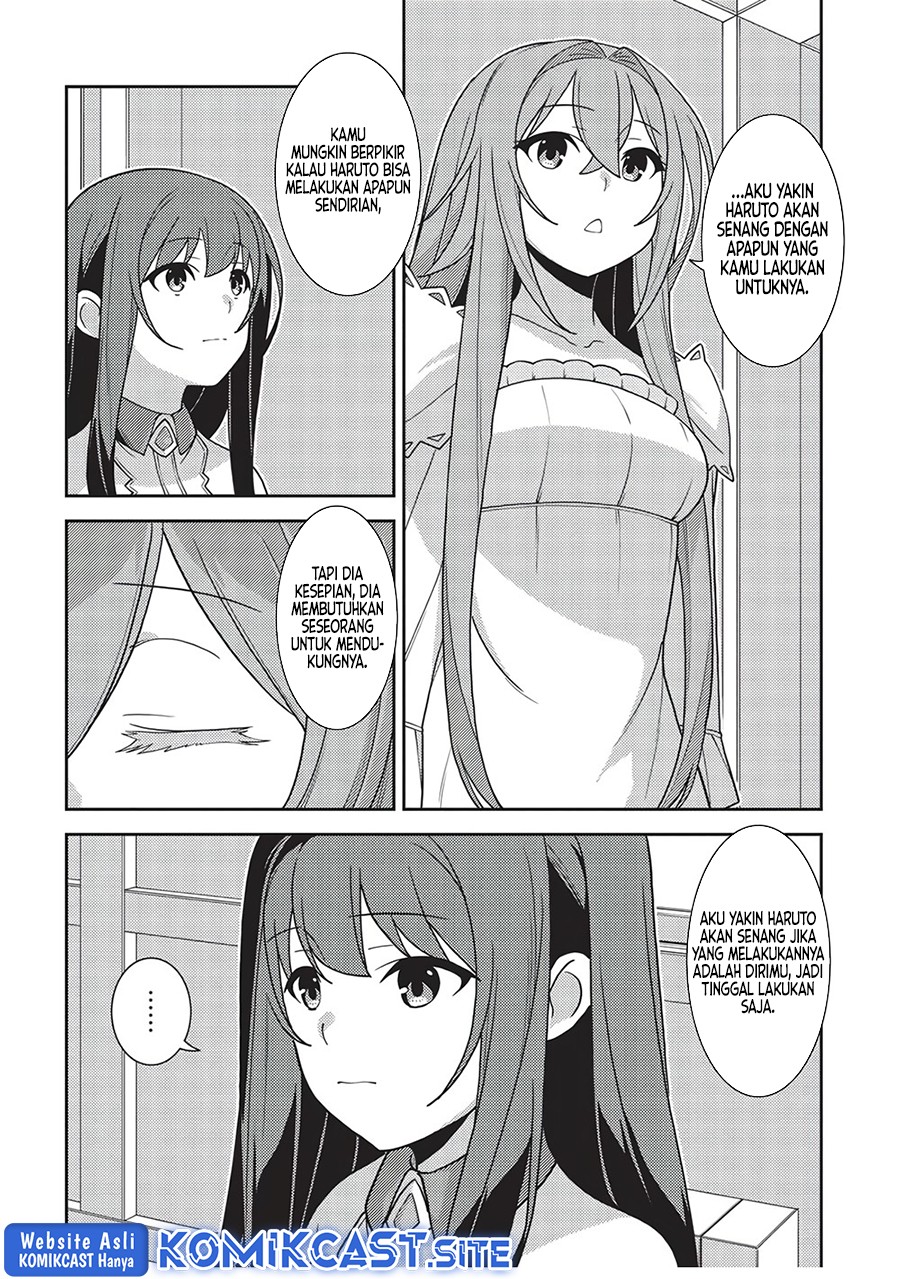 ...AKU YAKIN
HARUTO AKAN
SENANG DENGAN
APAPUN YANG
KAMU LAKUKAN
UNTUKNYA.
KAMU
MUNGKIN BERPIKIR
KALAU HARUTO BISA
MELAKUKAN APAPUN
SENDIRIAN,
TAPI DIA
KESEPIAN, DIA
MEMBUTUHKAN
SESEORANG
UNTUK MENDU-
KUNGNYA.
AKU YAKIN HARUTO
AKAN SENANG JIKA
YANG MELAKUKANNYA
ADALAH DIRIMU, JADI
TINGGAL LAKUKAN
SAJA.
......
Website Asli
KOMIKCAST Hanya
KOMIKCAST.SITE